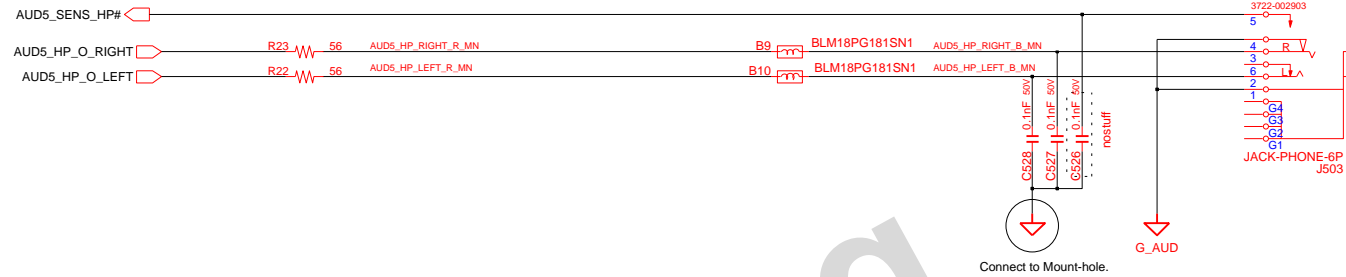 AUD5_SENS_HP#
3722-002903
5
AUD5_HP_O_RIGHT
R23
56
AUD5_HP_RIGHT_R_MN
B9
BLM18PG181SN1
AUD5_HP_RIGHT_B_MN
4
R
3
AUD5_HP_O_LEFT
R22
56
AUD5_HP_LEFT_R_MN
B10
BLM18PG181SN1
AUD5_HP_LEFT_B_MN
6
L
2
1
G4
G3
G2
G1
C528
0.1nF
50V
C527
0.1nF
50V
C526
0.1nF
50V
nostuff
JACK-PHONE-6P
J503
G_AUD
Connect to Mount-hole.